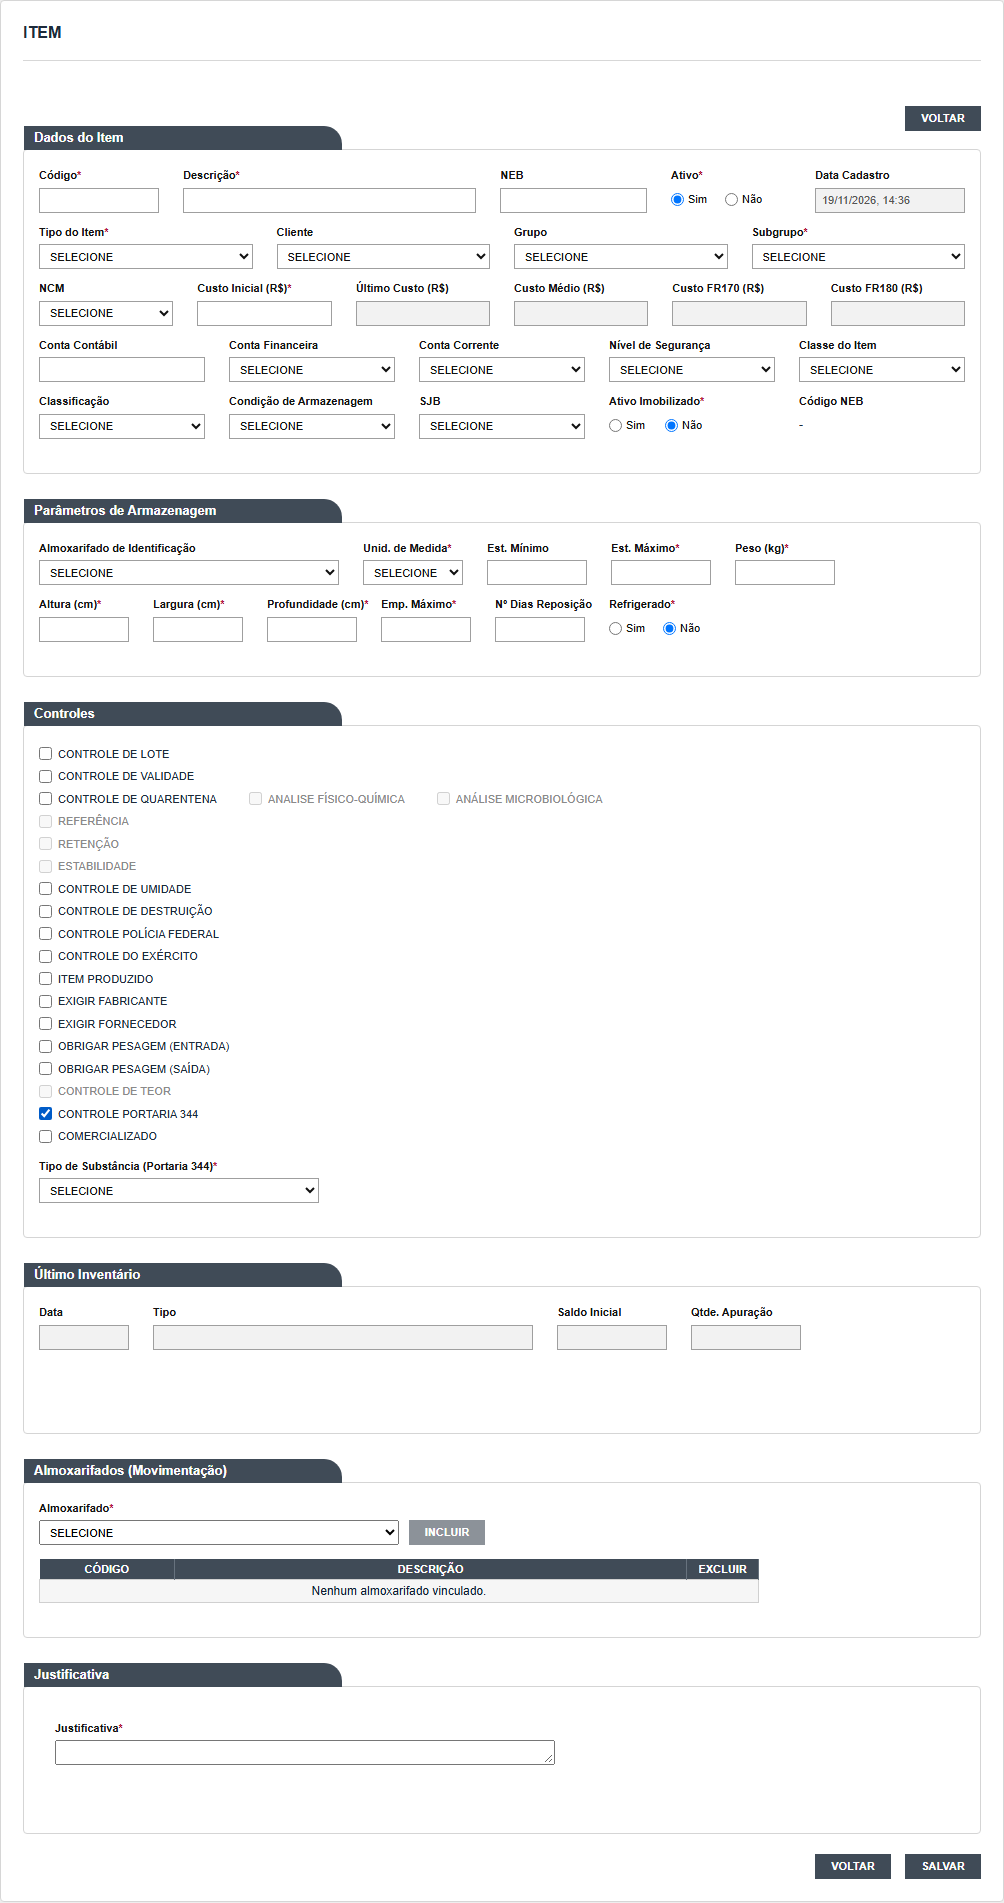 ITEM
VOLTAR
Dados do Item
Código* Descrição* NEB Ativo* Data Cadastro
Sim Não 19/11/2026, 14:36
Tipo do Item* Cliente Grupo Subgrupo*
SELECIONE SELECIONE SELECIONE SELECIONE
NCM Custo Inicial (R$)* Último Custo (R$) Custo Médio (R$) Custo FR170 (R$) Custo FR180 (R$)
SELECIONE
Conta Contábil Conta Financeira Conta Corrente Nível de Segurança Classe do Item
SELECIONE SELECIONE SELECIONE SELECIONE
Classificação Condição de Armazenagem SJB Ativo Imobilizado* Código NEB
SELECIONE SELECIONE SELECIONE Sim Não -
Parâmetros de Armazenagem
Almoxarifado de Identificação Unid. de Medida* Est. Mínimo Est. Máximo* Peso (kg)*
SELECIONE SELECIONE
Altura (cm)* Largura (cm)* Profundidade (cm)* Emp. Máximo* Nº Dias Reposição Refrigerado*
Sim Não
Controles
CONTROLE DE LOTE
CONTROLE DE VALIDADE
CONTROLE DE QUARENTENA ANALISE FÍSICO-QUÍMICA ANÁLISE MICROBIOLÓGICA
REFERÊNCIA
RETENÇÃO
ESTABILIDADE
CONTROLE DE UMIDADE
CONTROLE DE DESTRUIÇÃO
CONTROLE POLÍCIA FEDERAL
CONTROLE DO EXÉRCITO
ITEM PRODUZIDO
EXIGIR FABRICANTE
EXIGIR FORNECEDOR
OBRIGAR PESAGEM (ENTRADA)
OBRIGAR PESAGEM (SAÍDA)
CONTROLE DE TEOR
CONTROLE PORTARIA 344
COMERCIALIZADO
Tipo de Substância (Portaria 344)*
SELECIONE
Último Inventário
Data Tipo Saldo Inicial Qtde. Apuração
Almoxarifados (Movimentação)
Almoxarifado*
SELECIONE INCLUIR
CÓDIGO DESCRIÇÃO EXCLUIR
Nenhum almoxarifado vinculado.
Justificativa
Justificativa*
VOLTAR SALVAR